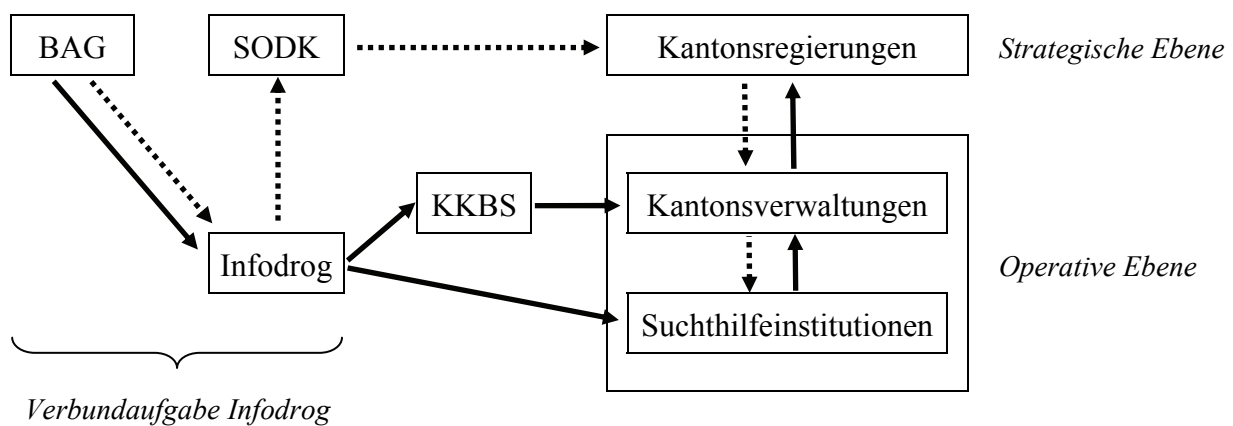 BAG
SODK
Kantonsregierungen
Strategische Ebene
KKBS
Kantonsverwaltungen
Infodrog
Operative Ebene
Suchthilfeinstitutionen
Verbundaufgabe Infodrog